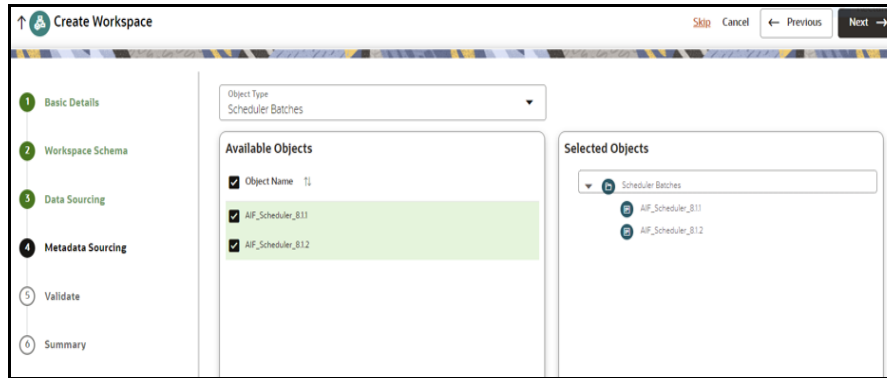 Create Workspace
Skip Cancel ← Previous Next →
1 Basic Details
2 Workspace Schema
3 Data Sourcing
4 Metadata Sourcing
5 Validate
6 Summary
Object Type
Scheduler Batches
Available Objects
Object Name
AIF_Scheduler_8.1.1
AIF_Scheduler_8.1.2
Selected Objects
Scheduler Batches
AIF_Scheduler_8.1.1
AIF_Scheduler_8.1.2